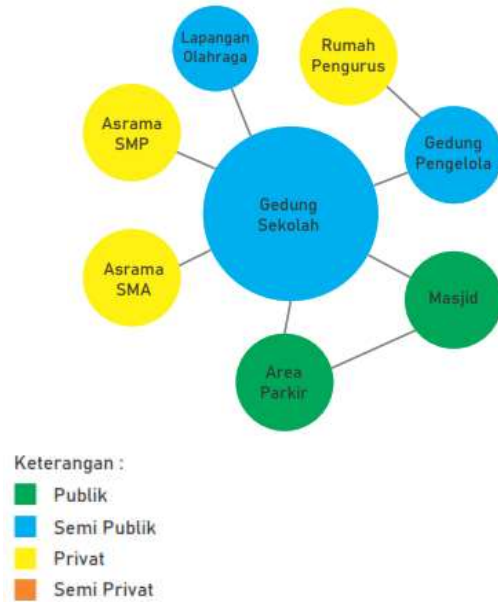 Lapangan
Olahraga
Rumah
Pengurus
Asrama
SMP
Gedung
Pengelola
Gedung
Sekolah
Asrama
SMA
Masjid
Area
Parkir
Keterangan :
Publik
Semi Publik
Privat
Semi Privat